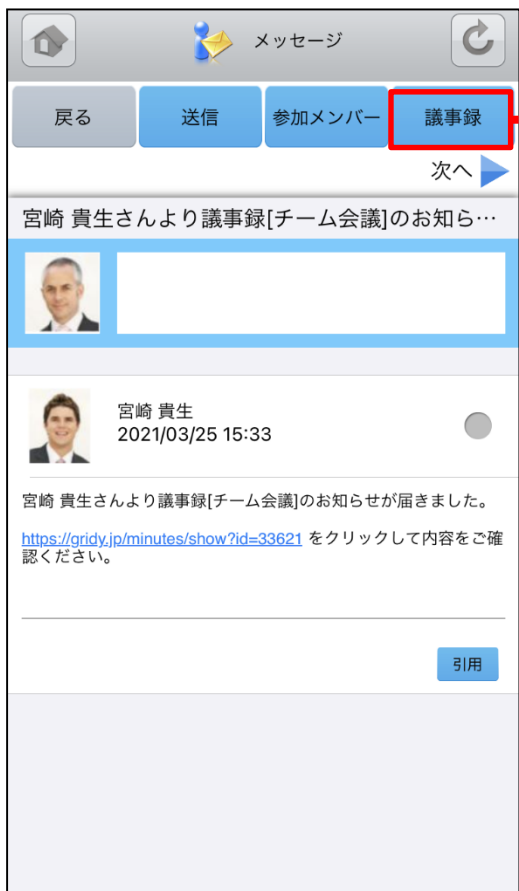 メッセージ
戻る
送信
参加メンバー
議事録
次へ
宮崎 貴生さんより議事録[チーム会議]のお知ら…
宮崎 貴生
2021/03/25 15:33
宮崎 貴生さんより議事録[チーム会議]のお知らせが届きました。
https://gridy.jp/minutes/show?id=33621 をクリックして内容をご確
認ください。
引用